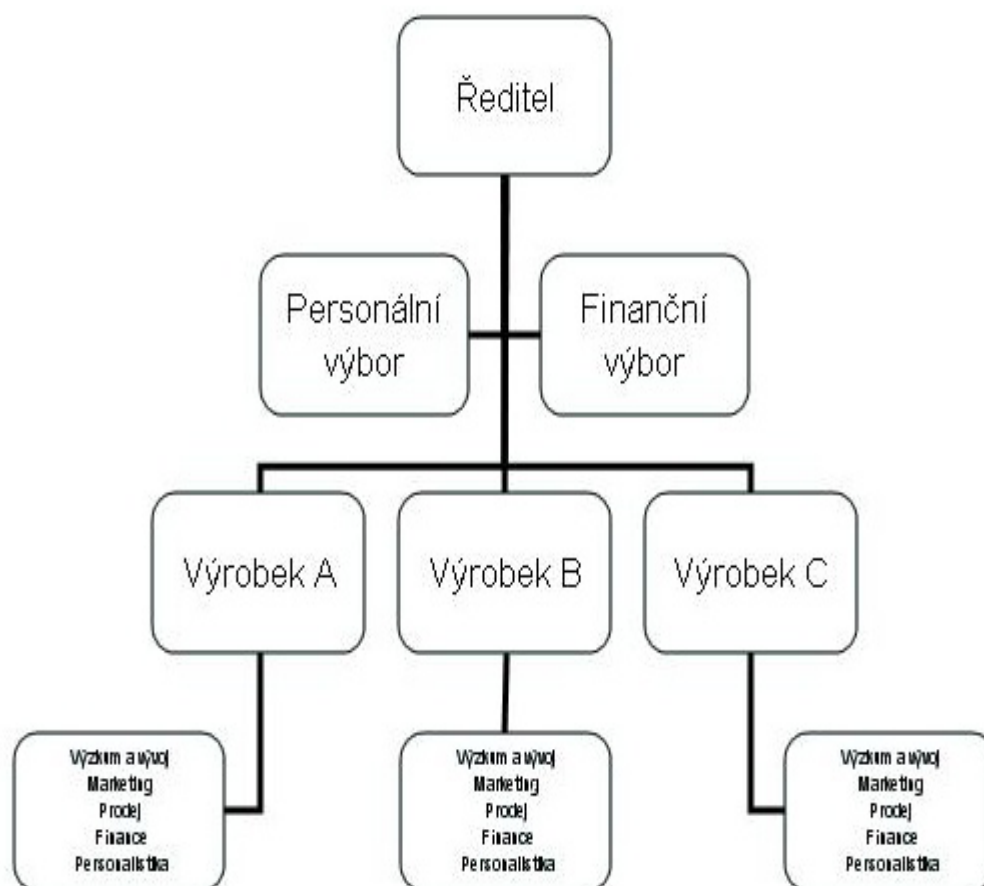 Ředitel
Personální
výbor
Finanční
výbor
Výrobek A
Výrobek B
Výrobek C
Výzkum a vývoj
Marketing
Prodej
Finance
Personalistika
Výzkum a vývoj
Marketing
Prodej
Finance
Personalistika
Výzkum a vývoj
Marketing
Prodej
Finance
Personalistika